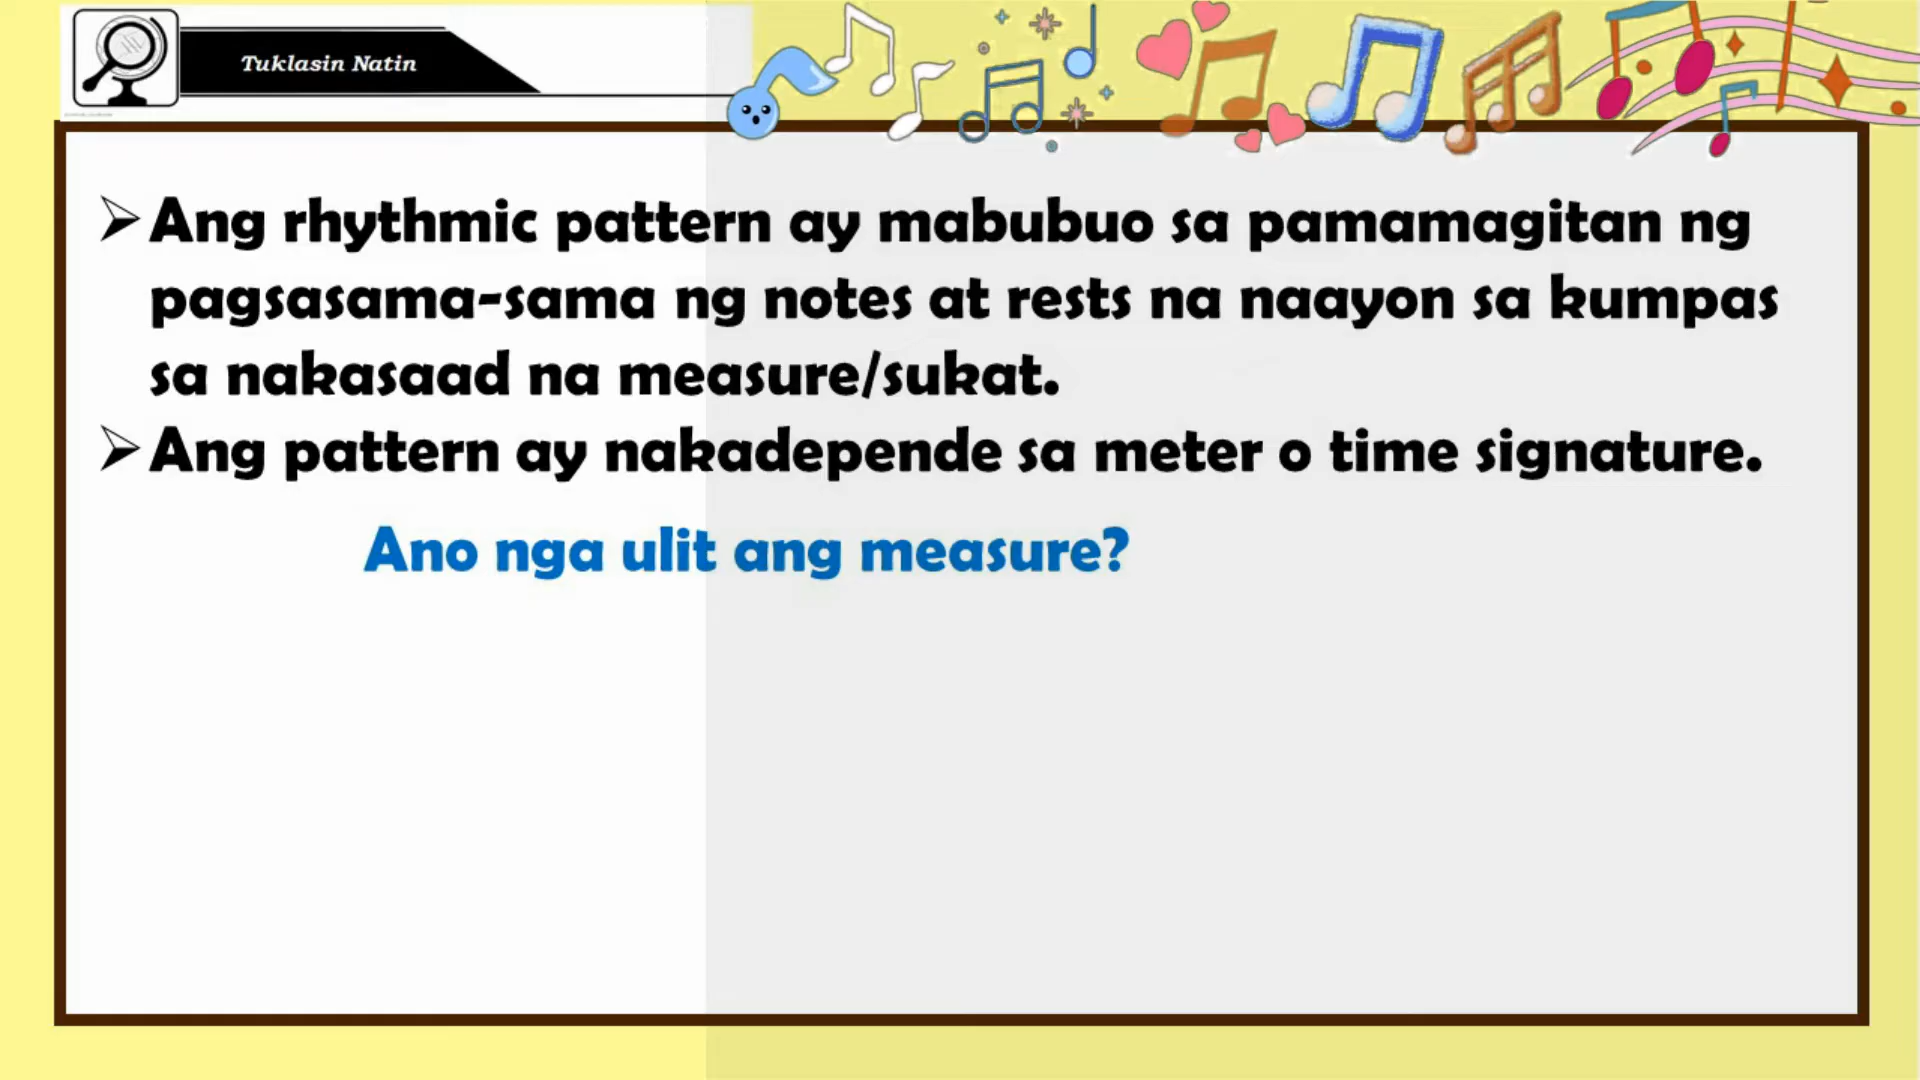 Tuklasin Natin
Ang rhythmic pattern ay mabubuo sa pamamagitan ng
pagsasama-sama ng notes at rests na naayon sa kumpas
sa nakasaad na measure/sukat.
Ang pattern ay nakadepende sa meter o time signature.
Ano nga ulit ang measure?